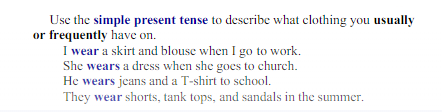 Use the simple present tense to describe what clothing you usually
or frequently have on.
I wear a skirt and blouse when I go to work.
She wears a dress when she goes to church.
He wears jeans and a T-shirt to school.
They wear shorts, tank tops, and sandals in the summer.